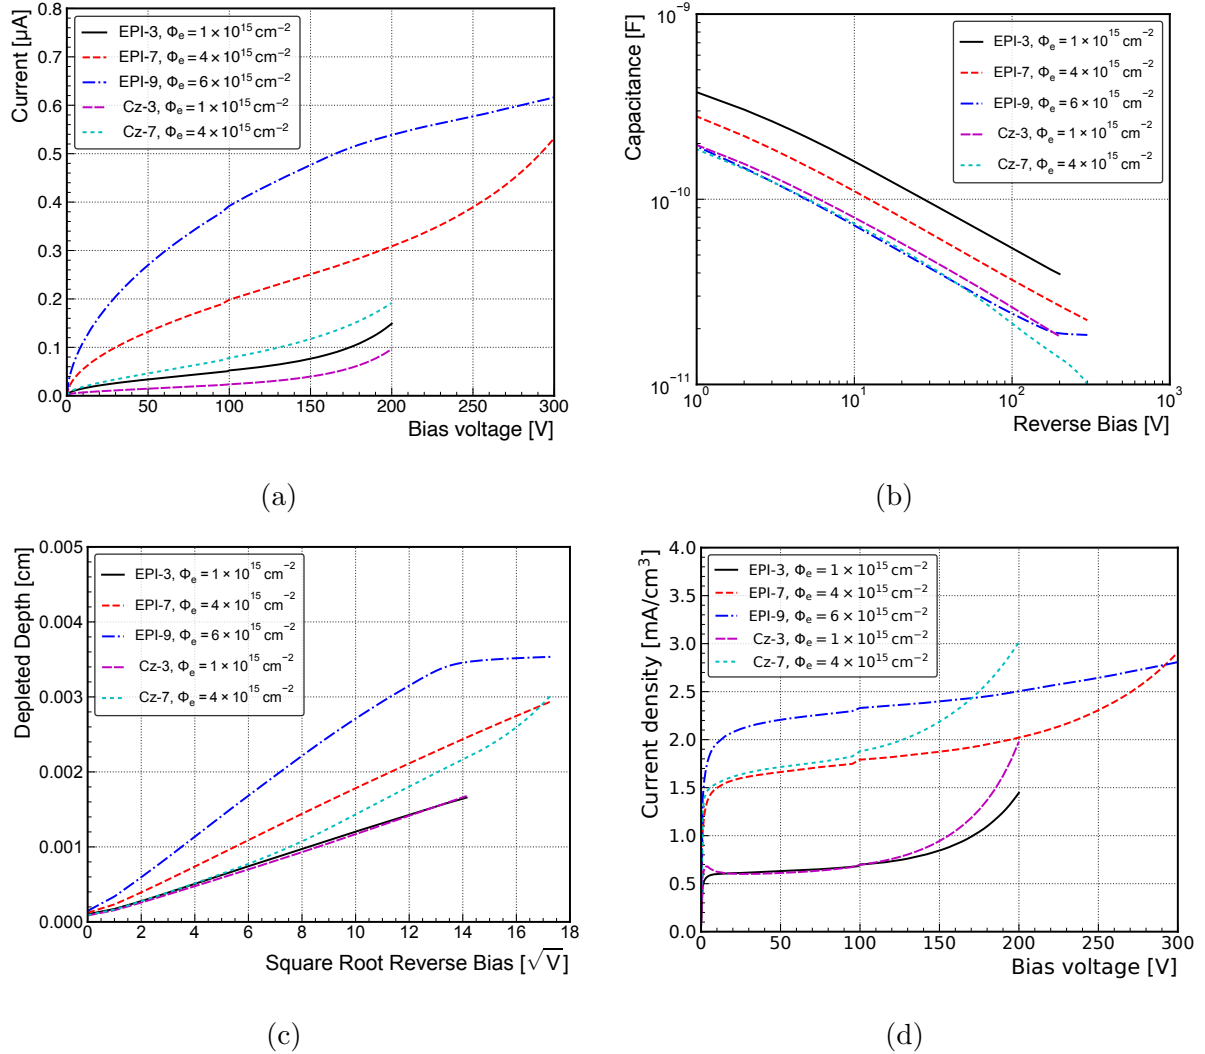 0.8
0.7
0.6
0.5
0.4
0.3
0.2
0.1
0.0
Current [μA]
EPI-3, Φe = 1 × 10^15 cm^−2
EPI-7, Φe = 4 × 10^15 cm^−2
EPI-9, Φe = 6 × 10^15 cm^−2
Cz-3, Φe = 1 × 10^15 cm^−2
Cz-7, Φe = 4 × 10^15 cm^−2
0 50 100 150 200 250 300
Bias voltage [V]
(a)
10^−9
10^−10
10^−11
Capacitance [F]
EPI-3, Φe = 1 × 10^15 cm^−2
EPI-7, Φe = 4 × 10^15 cm^−2
EPI-9, Φe = 6 × 10^15 cm^−2
Cz-3, Φe = 1 × 10^15 cm^−2
Cz-7, Φe = 4 × 10^15 cm^−2
10^0 10^1 10^2 10^3
Reverse Bias [V]
(b)
0.005
0.004
0.003
0.002
0.001
0.000
Depleted Depth [cm]
EPI-3, Φe = 1 × 10^15 cm^−2
EPI-7, Φe = 4 × 10^15 cm^−2
EPI-9, Φe = 6 × 10^15 cm^−2
Cz-3, Φe = 1 × 10^15 cm^−2
Cz-7, Φe = 4 × 10^15 cm^−2
0 2 4 6 8 10 12 14 16 18
Square Root Reverse Bias [√V]
(c)
4.0
3.5
3.0
2.5
2.0
1.5
1.0
0.5
0.0
Current density [mA/cm^3]
EPI-3, Φe = 1 × 10^15 cm^−2
EPI-7, Φe = 4 × 10^15 cm^−2
EPI-9, Φe = 6 × 10^15 cm^−2
Cz-3, Φe = 1 × 10^15 cm^−2
Cz-7, Φe = 4 × 10^15 cm^−2
0 50 100 150 200 250 300
Bias voltage [V]
(d)